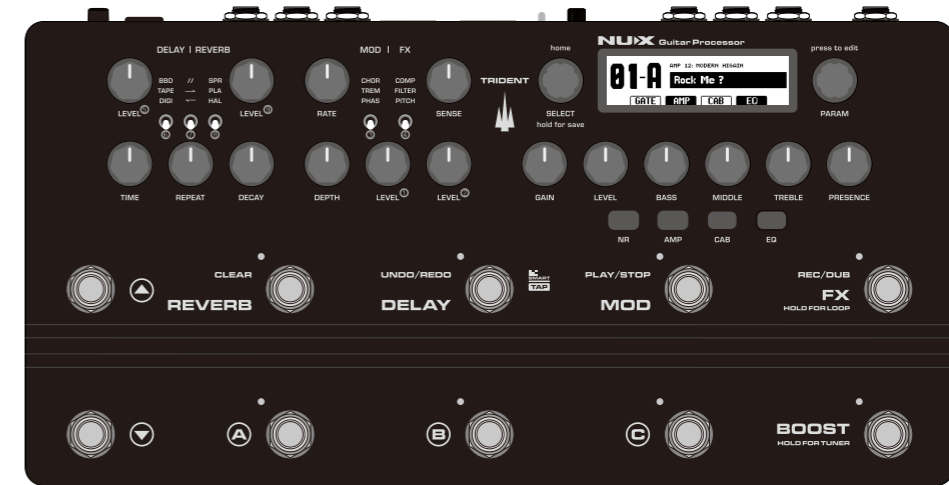 DELAY | REVERB
MOD | FX
home
NUX Guitar Processor
press to edit
BBD // SPR
TAPE PLA
DIGI HAL
CHOR COMP
TREM FILTER
PHAS PITCH
TRIDENT
01-A
AMP 12: MODERN HIGAIN
Rock Me ?
GATE AMP CAB EQ
LEVEL
LEVEL
RATE
SENSE
SELECT
hold for save
PARAM
TIME
REPEAT
DECAY
DEPTH
LEVEL
LEVEL
GAIN
LEVEL
BASS
MIDDLE
TREBLE
PRESENCE
NR
AMP
CAB
EQ
CLEAR
REVERB
UNDO/REDO
DELAY
SMART
TAP
PLAY/STOP
MOD
REC/DUB
FX
HOLD FOR LOOP
A
B
C
BOOST
HOLD FOR TUNER